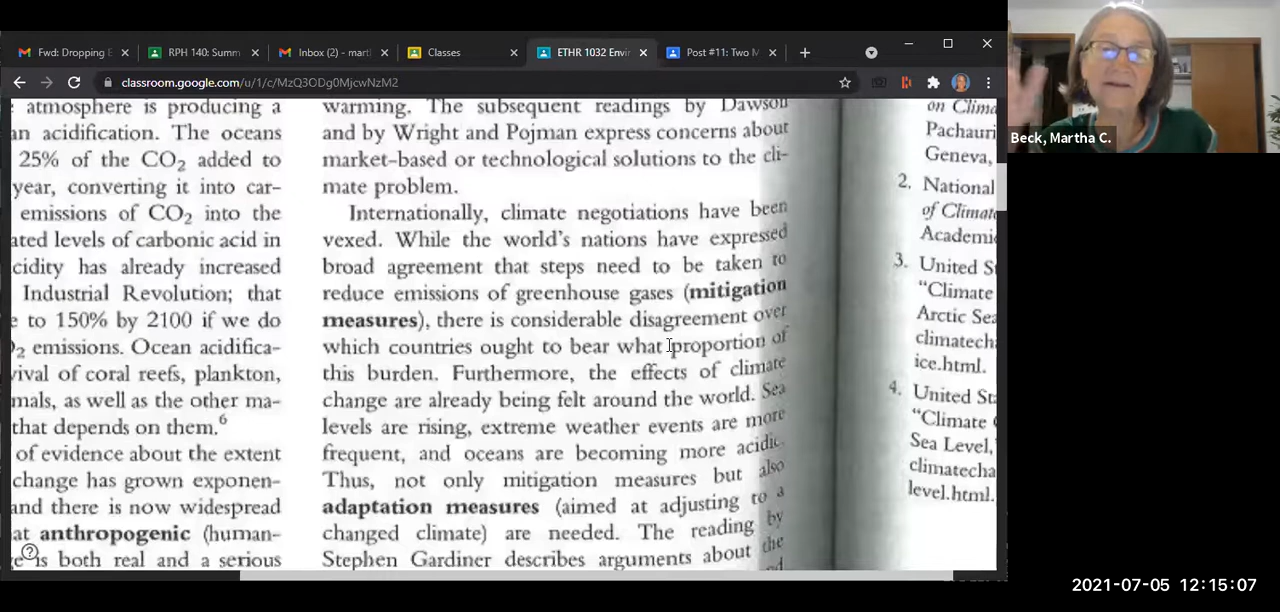 Fwd: Dropping E
RPH 140: Summ
Inbox (2) - mart
Classes
ETHR 1032 Envir
Post #11: Two M
classroom.google.com/u/1/c/MzQ3ODg0MjcwNzM2
atmosphere is producing a
an acidification. The oceans
25% of the CO2 added to
year, converting it into car-
emissions of CO2 into the
ated levels of carbonic acid in
cidity has already increased
Industrial Revolution; that
e to 150% by 2100 if we do
emissions. Ocean acidifica-
vival of coral reefs, plankton,
mals, as well as the other ma-
that depends on them.6
of evidence about the extent
change has grown exponen-
and there is now widespread
at anthropogenic (human-
is both real and a serious
warming. The subsequent readings by Dawson
and by Wright and Pojman express concerns about
market-based or technological solutions to the cli-
mate problem.
Internationally, climate negotiations have been
vexed. While the world's nations have expressed
broad agreement that steps need to be taken to
reduce emissions of greenhouse gases (mitigation
measures), there is considerable disagreement over
which countries ought to bear what proportion of
this burden. Furthermore, the effects of climate
change are already being felt around the world. Sea
levels are rising, extreme weather events are more
frequent, and oceans are becoming more acidic.
Thus, not only mitigation measures but also
adaptation measures (aimed at adjusting to a
changed climate) are needed. The reading by
Stephen Gardiner describes arguments about the
on Clima
Pachauri
Geneva,
2. National
of Climate
Academi
3. United St
"Climate
Arctic Sea
climatech
ice.html.
4. United Sta
"Climate C
Sea Level,
climatecha
level.html.
Beck, Martha C.
2021-07-05 12:15:07